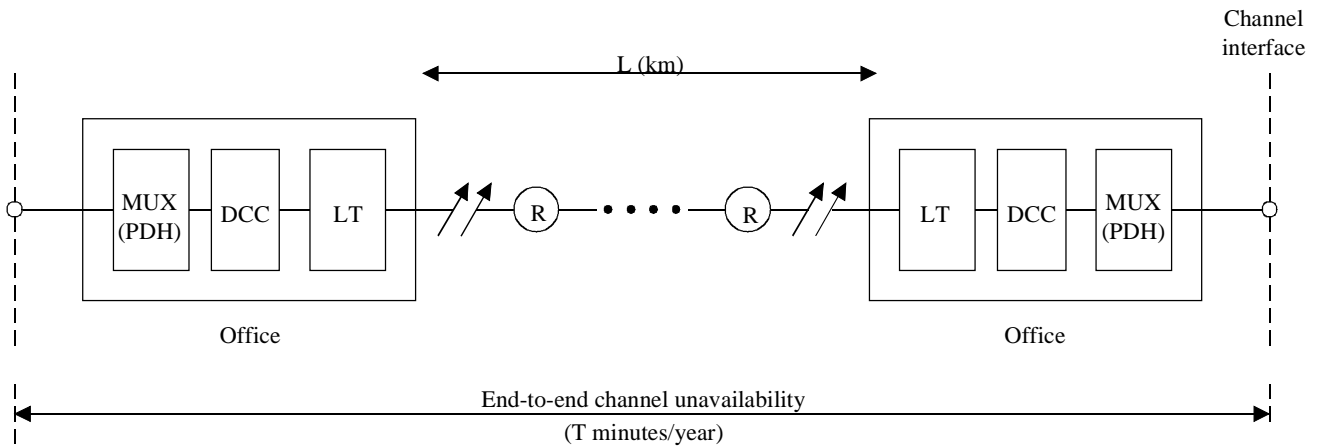 Channel
interface
L (km)
MUX
(PDH)
DCC
LT
R
R
LT
DCC
MUX
(PDH)
Office
Office
End-to-end channel unavailability
(T minutes/year)